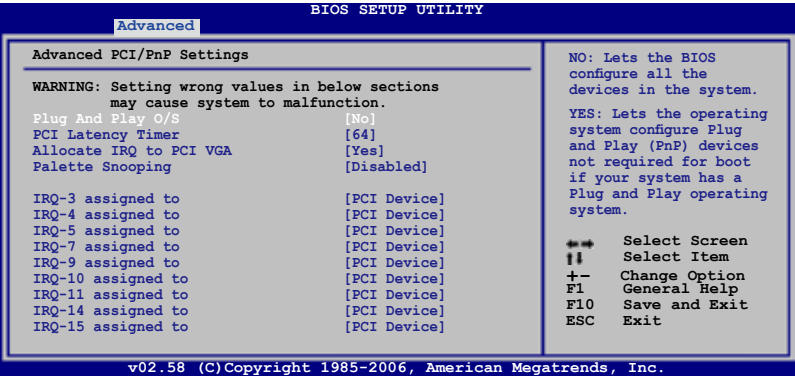 BIOS SETUP UTILITY
Advanced
Advanced PCI/PnP Settings
WARNING: Setting wrong values in below sections
may cause system to malfunction.
Plug And Play O/S [No]
PCI Latency Timer [64]
Allocate IRQ to PCI VGA [Yes]
Palette Snooping [Disabled]
IRQ-3 assigned to [PCI Device]
IRQ-4 assigned to [PCI Device]
IRQ-5 assigned to [PCI Device]
IRQ-7 assigned to [PCI Device]
IRQ-9 assigned to [PCI Device]
IRQ-10 assigned to [PCI Device]
IRQ-11 assigned to [PCI Device]
IRQ-14 assigned to [PCI Device]
IRQ-15 assigned to [PCI Device]
NO: Lets the BIOS
configure all the
devices in the system.
YES: Lets the operating
system configure Plug
and Play (PnP) devices
not required for boot
if your system has a
Plug and Play operating
system.
←→ Select Screen
↑↓ Select Item
+- Change Option
F1 General Help
F10 Save and Exit
ESC Exit
v02.58 (C)Copyright 1985-2006, American Megatrends, Inc.